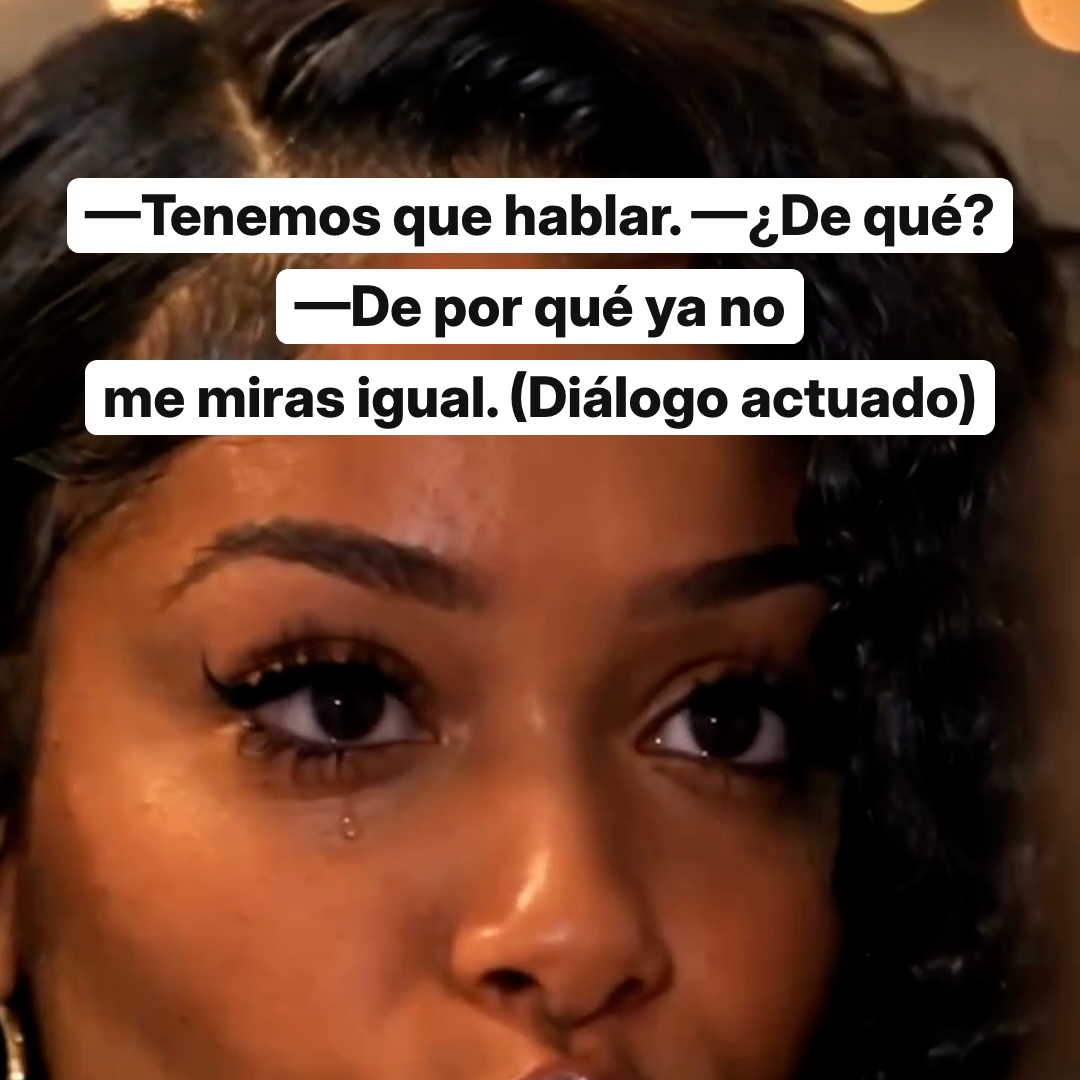 —Tenemos que hablar. —¿De qué?
—De por qué ya no
me miras igual. (Diálogo actuado)